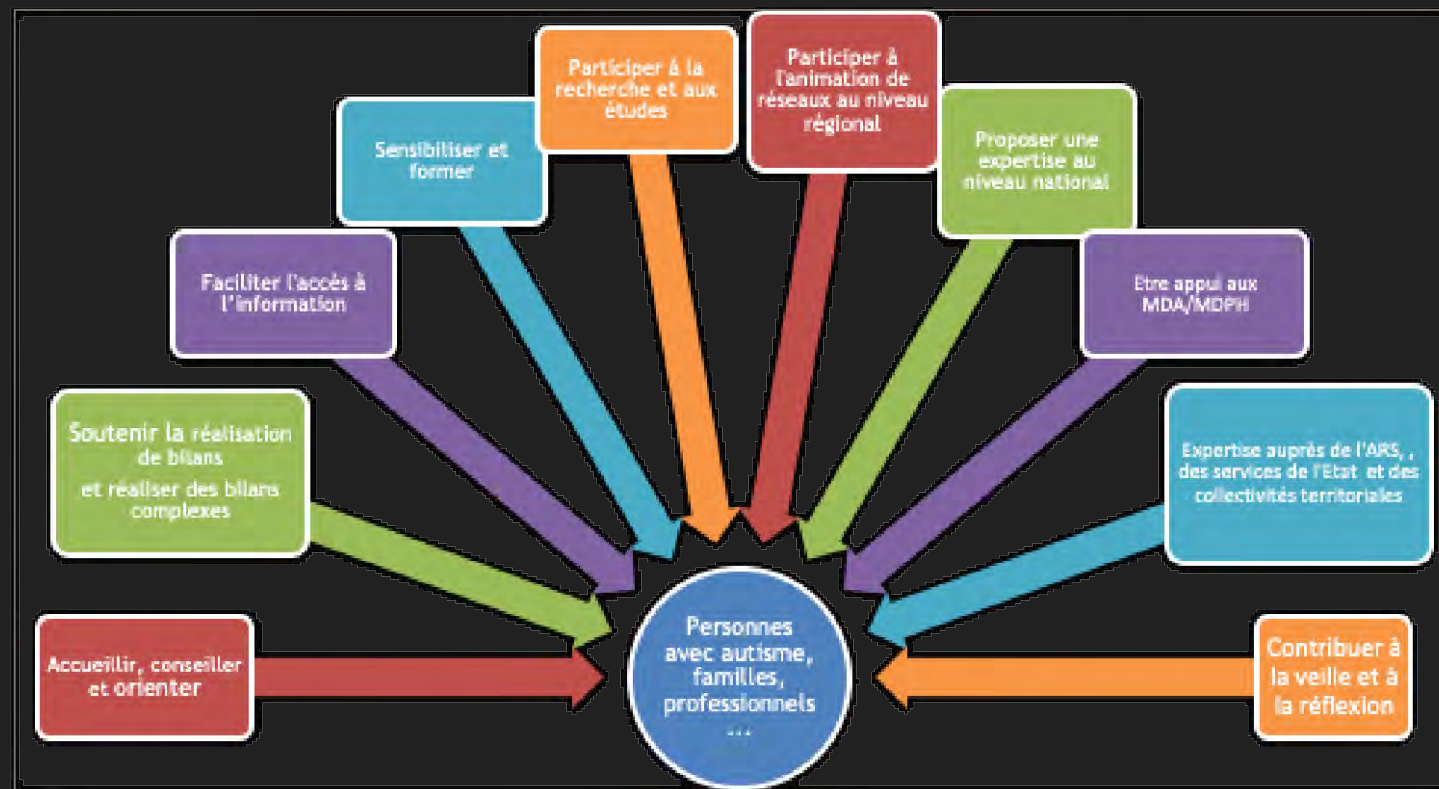 Participer à la
recherche et aux
études
Participer à
l'animation de
réseaux au niveau
régional
Sensibiliser et
former
Proposer une
expertise au
niveau national
Faciliter l'accès à
l'information
Etre appui aux
MDA/MDPH
Soutenir la réalisation
de bilans
et réaliser des bilans
complexes
Expertise auprès de l'ARS, ,
des services de l'Etat et des
collectivités territoriales
Accueillir, conseiller
et orienter
Personnes
avec autisme,
familles,
professionnels
...
Contribuer à
la veille et à
la réflexion